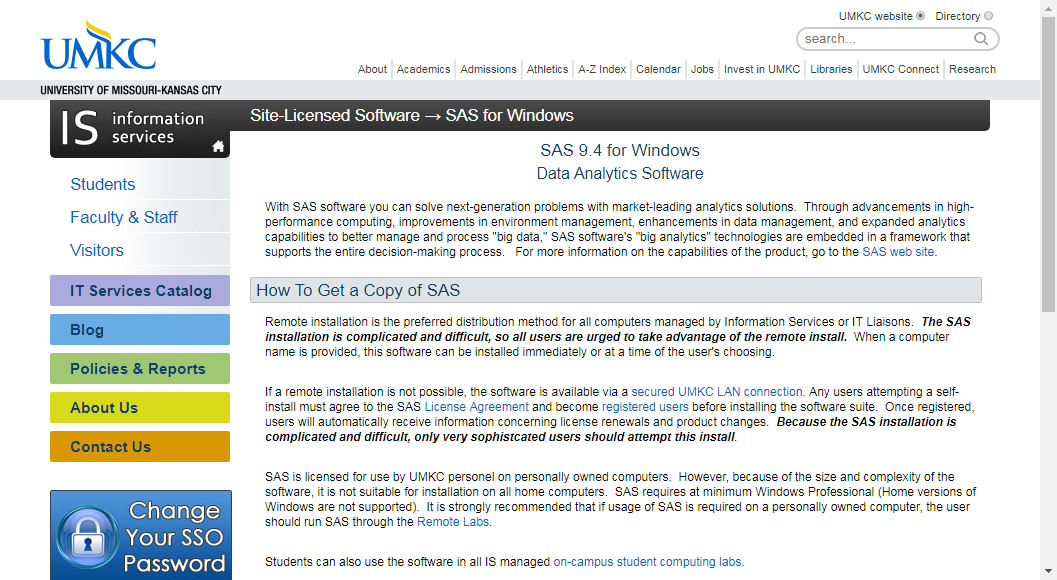 UMKC website Directory
UMKC
search...
About Academics Admissions Athletics A-Z Index Calendar Jobs Invest in UMKC Libraries UMKC Connect Research
UNIVERSITY OF MISSOURI-KANSAS CITY
IS information services
Site-Licensed Software → SAS for Windows
Students
Faculty & Staff
Visitors
IT Services Catalog
Blog
Policies & Reports
About Us
Contact Us
Change
Your SSO
Password
SAS 9.4 for Windows
Data Analytics Software
With SAS software you can solve next-generation problems with market-leading analytics solutions. Through advancements in high-
performance computing, improvements in environment management, enhancements in data management, and expanded analytics
capabilities to better manage and process "big data," SAS software's "big analytics" technologies are embedded in a framework that
supports the entire decision-making process. For more information on the capabilities of the product, go to the SAS web site.
How To Get a Copy of SAS
Remote installation is the preferred distribution method for all computers managed by Information Services or IT Liaisons. The SAS
installation is complicated and difficult, so all users are urged to take advantage of the remote install. When a computer
name is provided, this software can be installed immediately or at a time of the user's choosing.
If a remote installation is not possible, the software is available via a secured UMKC LAN connection. Any users attempting a self-
install must agree to the SAS License Agreement and become registered users before installing the software suite. Once registered,
users will automatically receive information concerning license renewals and product changes. Because the SAS installation is
complicated and difficult, only very sophistcated users should attempt this install.
SAS is licensed for use by UMKC personel on personally owned computers. However, because of the size and complexity of the
software, it is not suitable for installation on all home computers. SAS requires at minimum Windows Professional (Home versions of
Windows are not supported). It is strongly recommended that if usage of SAS is required on a personally owned computer, the user
should run SAS through the Remote Labs.
Students can also use the software in all IS managed on-campus student computing labs.